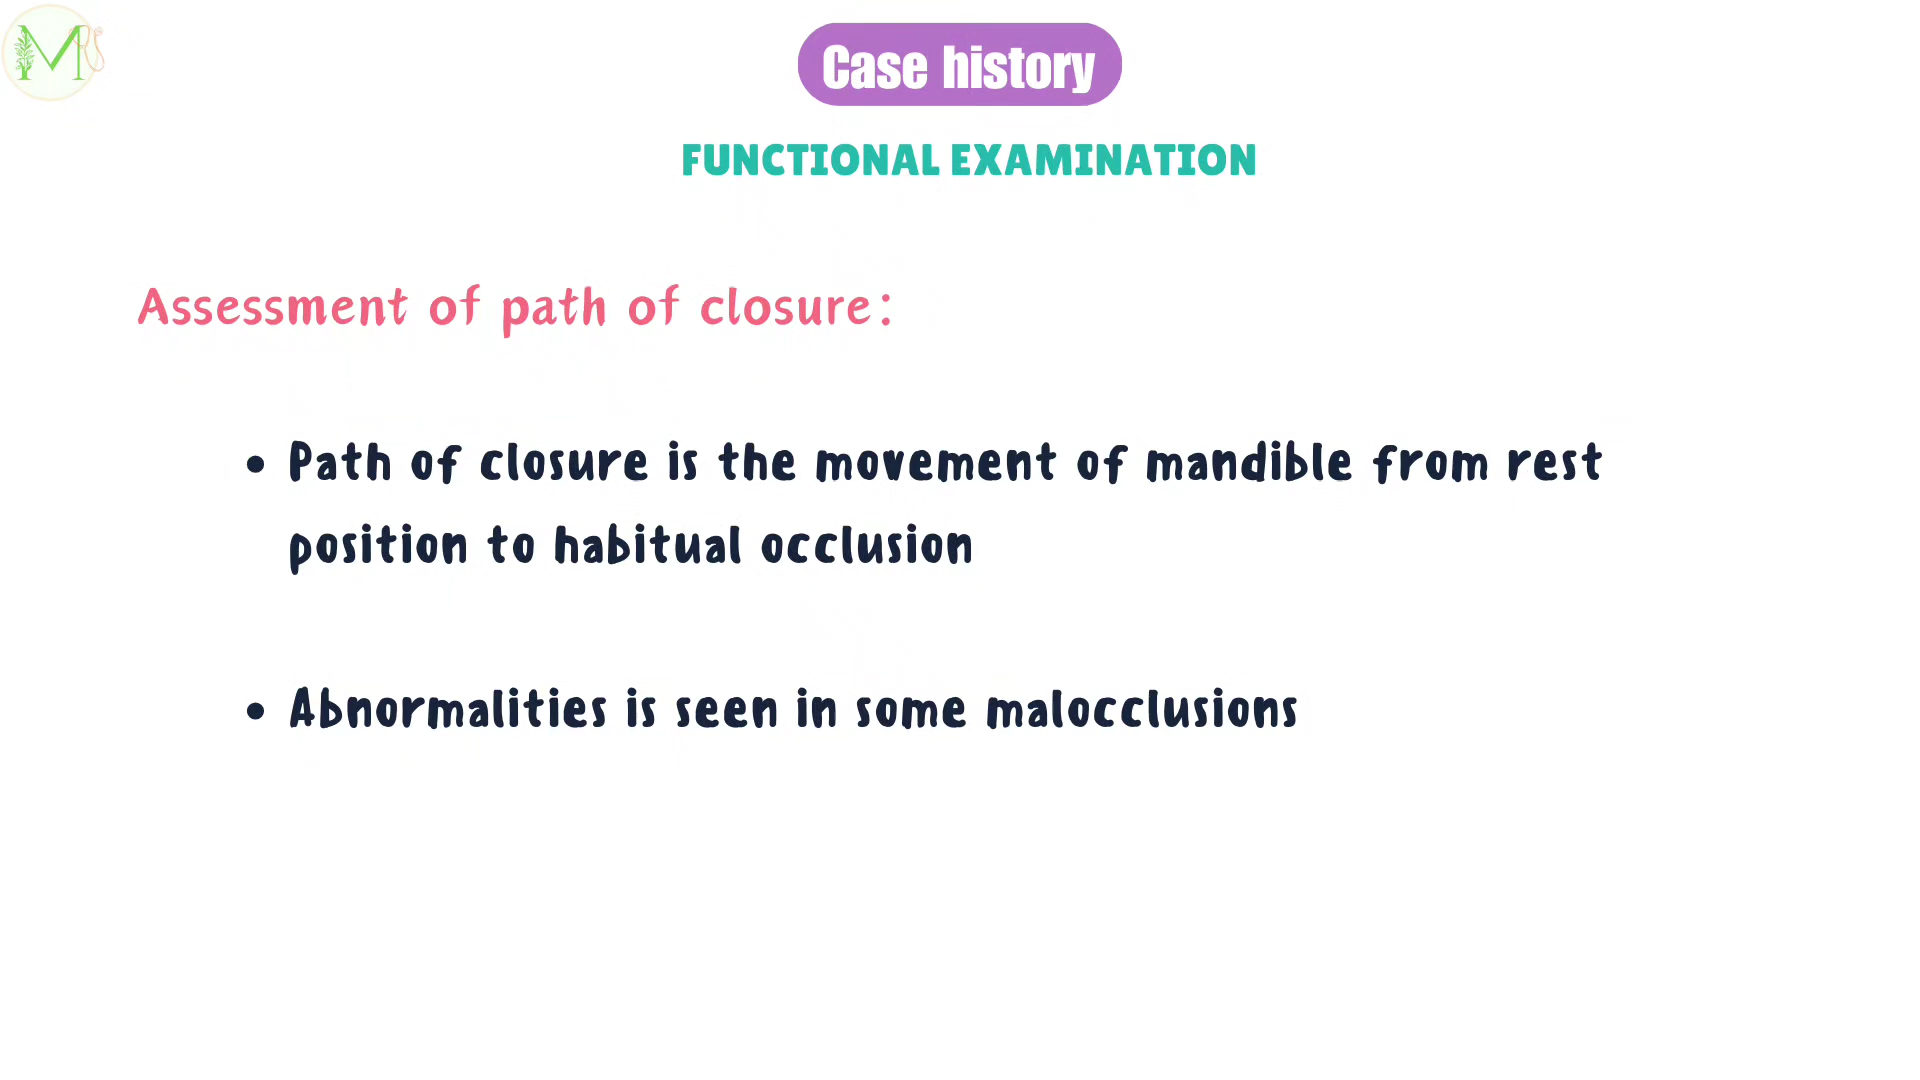 MRS
Case history
FUNCTIONAL EXAMINATION
Assessment of path of closure:
• Path of closure is the movement of mandible from rest
position to habitual occlusion
• Abnormalities is seen in some malocclusions